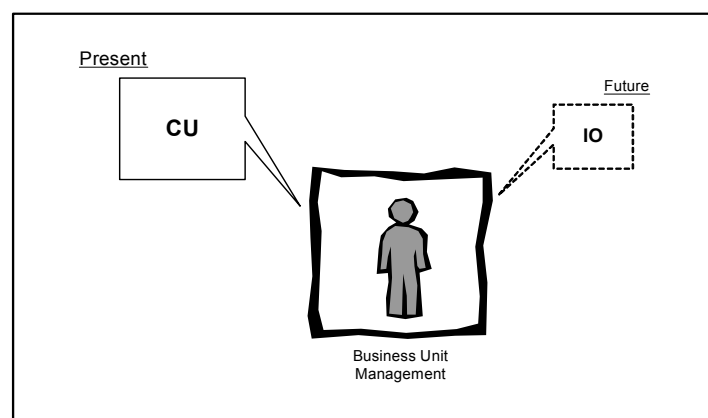 Present
Future
CU
IO
Business Unit
Management